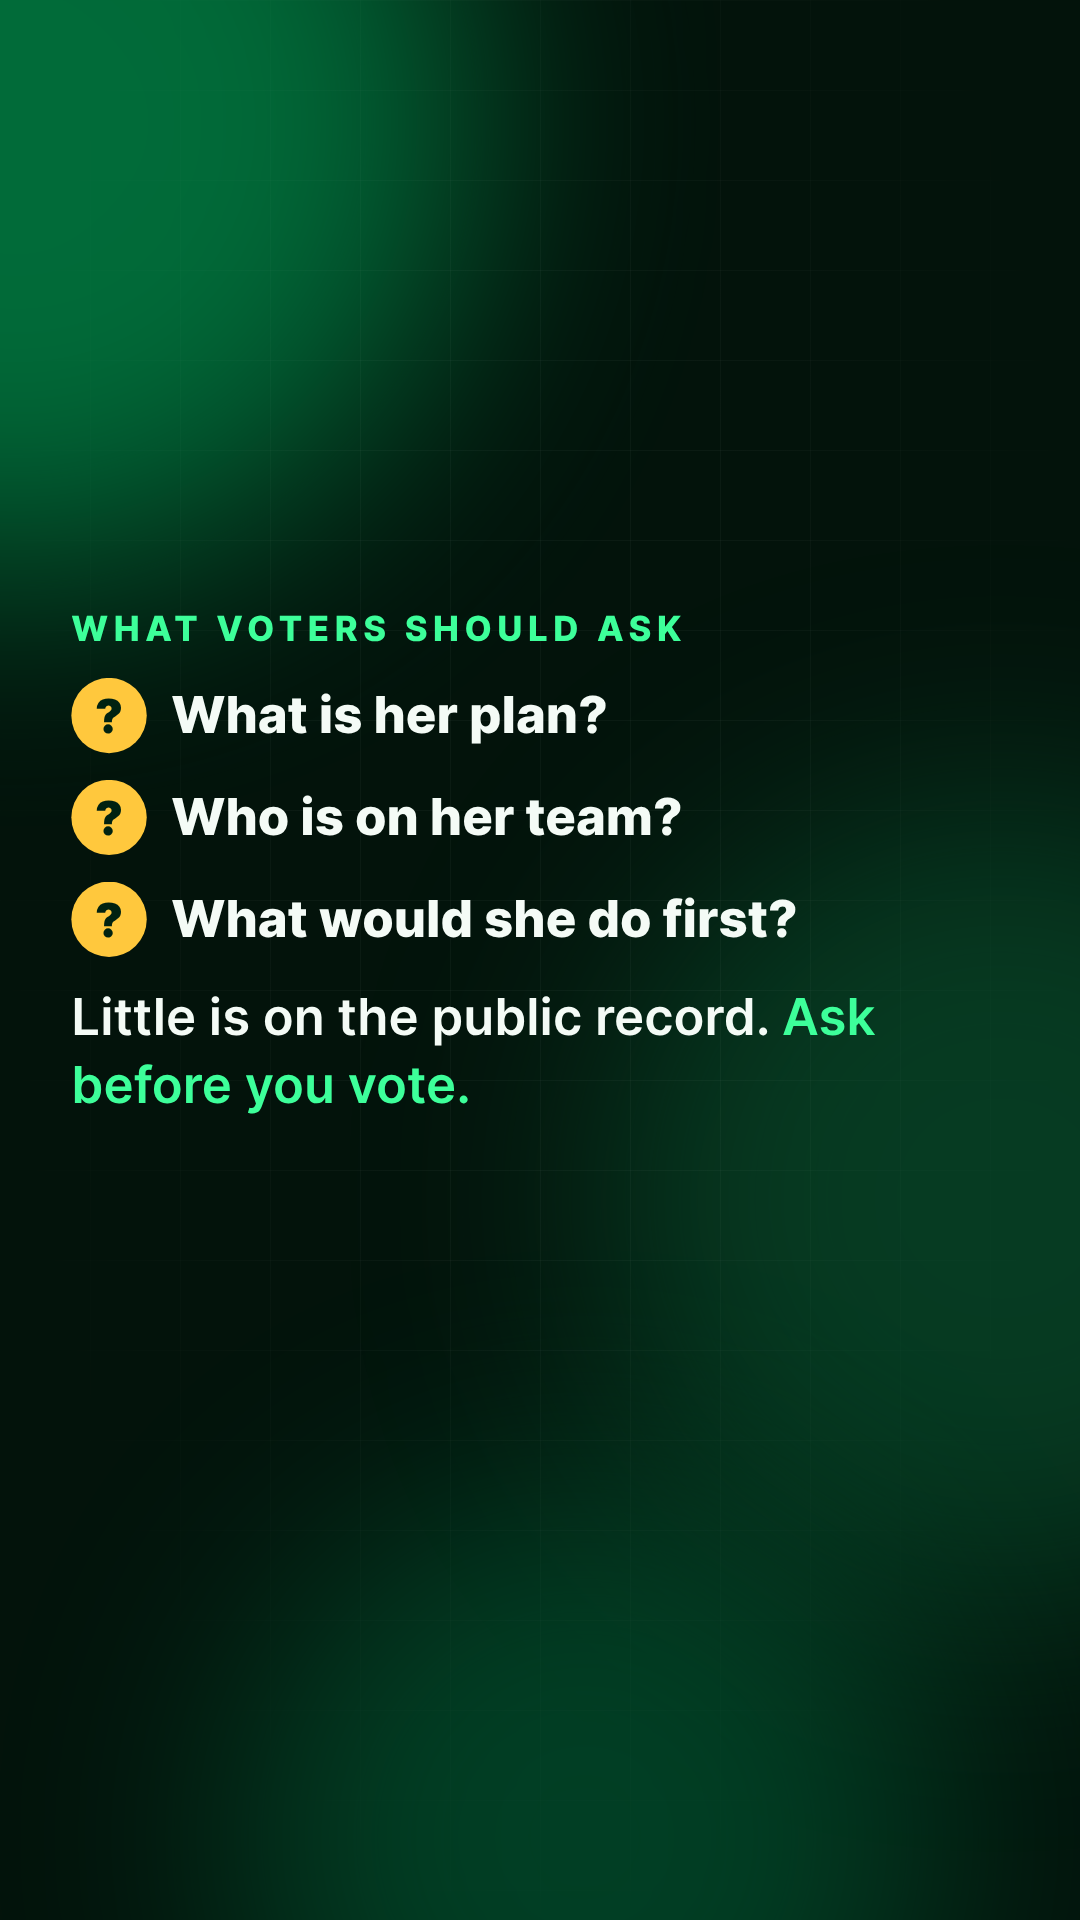 WHAT VOTERS SHOULD ASK
? What is her plan?
? Who is on her team?
? What would she do first?
Little is on the public record. Ask
before you vote.